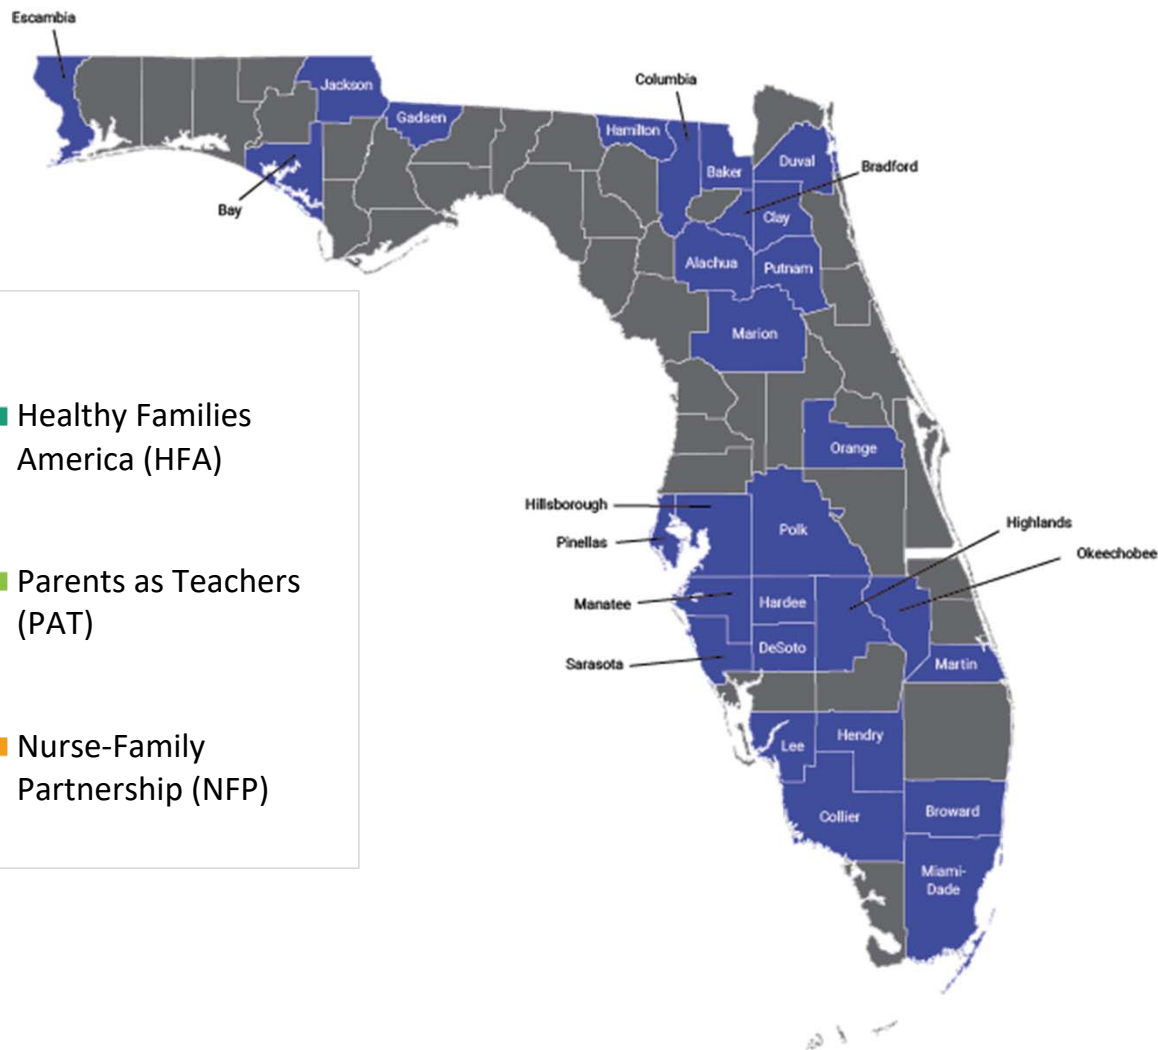 Escambia
Columbia
Jackson
Gadsen
Hamilton
Baker
Duval
Bradford
Bay
Clay
Alachua
Putnam
Marion
Healthy Families
America (HFA)
Orange
Hillsborough
Polk
Highlands
Pinellas
Okeechobee
Parents as Teachers
(PAT)
Manatee
Hardee
DeSoto
Sarasota
Martin
Nurse-Family
Partnership (NFP)
Lee
Hendry
Collier
Broward
Miami-
Dade